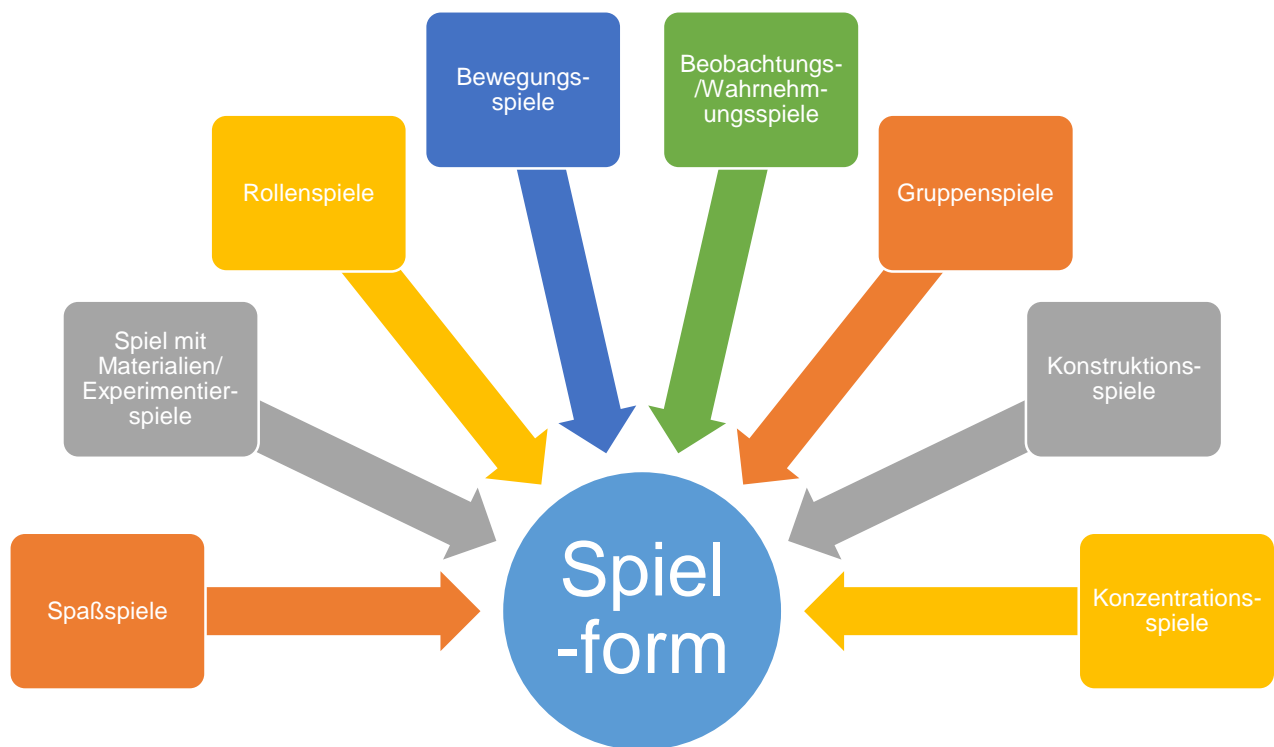 Bewegungs-
spiele
Beobachtungs-
/Wahrnehm-
ungsspiele
Rollenspiele
Gruppenspiele
Spiel mit
Materialien/
Experimentier-
spiele
Konstruktions-
spiele
Spaßspiele
Spiel
-form
Konzentrations-
spiele